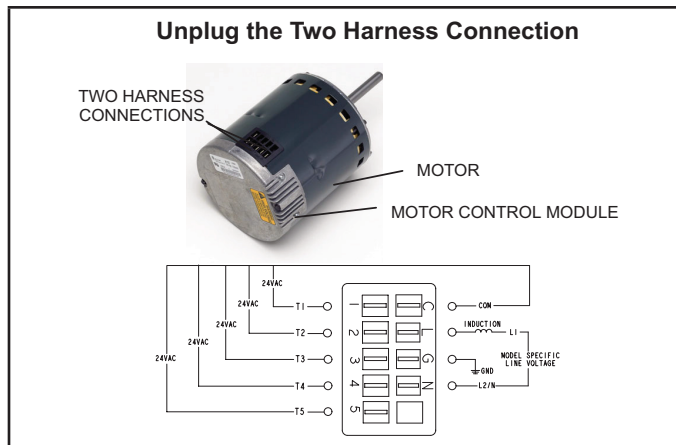 Unplug the Two Harness Connection
TWO HARNESS
CONNECTIONS
MOTOR
MOTOR CONTROL MODULE
24VAC
24VAC
24VAC
24VAC
24VAC
T1
T2
T3
T4
T5
1
2
3
4
5
C
L
G
N
COM
INDUCTION
L1
MODEL SPECIFIC
LINE VOLTAGE
GND
L2/N